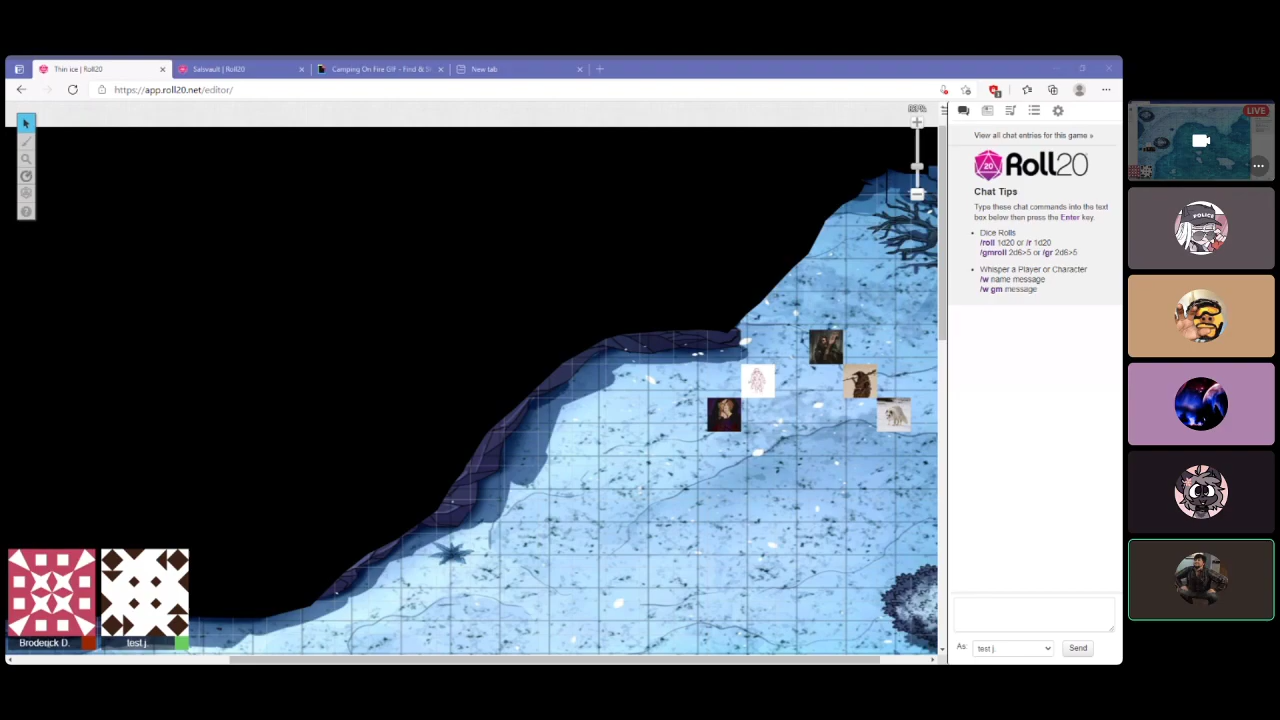 Thin ice | Roll20
Saltvault | Roll20
Camping On Fire GIF - Find & Sh
New tab
https://app.roll20.net/editor/
LIVE
View all chat entries for this game »
20
Roll20
Chat Tips
Type these chat commands into the text
box below then press the Enter key.
Dice Rolls
/roll 1d20 or /r 1d20
/gmroll 2d6>5 or /gr 2d6>5
Whisper a Player or Character
/w name message
/w gm message
POLICE
Broderick D.
test j.
As:
test j.
Send